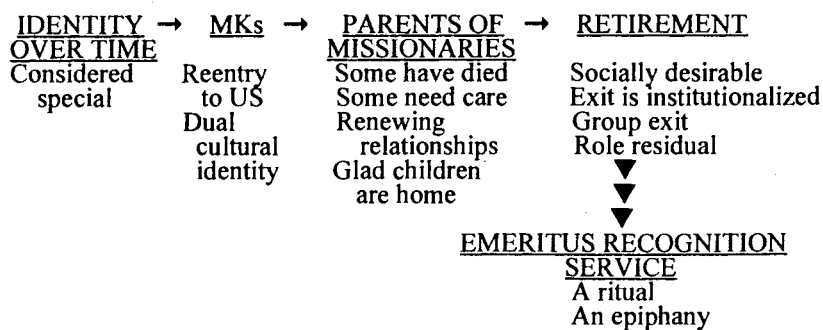 IDENTITY OVER TIME → MKs → PARENTS OF MISSIONARIES → RETIREMENT
Considered special
Reentry to US
Dual cultural identity
Some have died
Some need care
Renewing relationships
Glad children are home
Socially desirable
Exit is institutionalized
Group exit
Role residual
EMERITUS RECOGNITION
SERVICE
A ritual
An epiphany